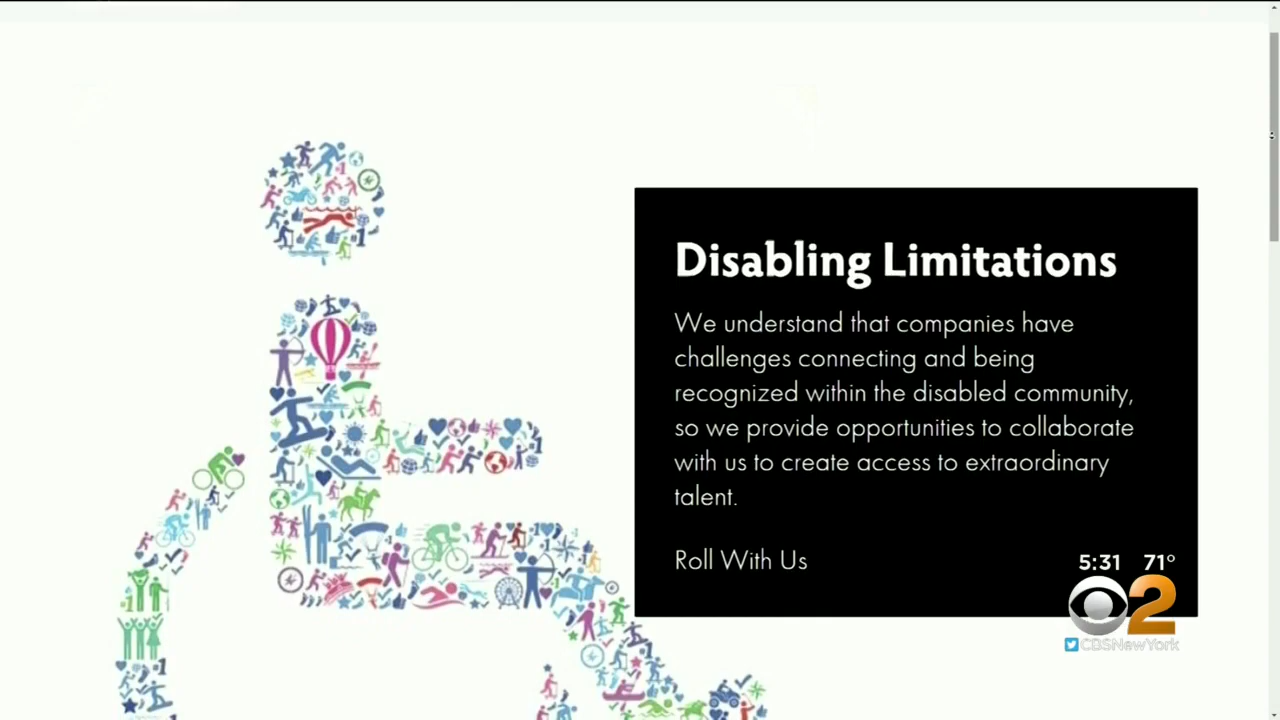 Disabling Limitations
We understand that companies have
challenges connecting and being
recognized within the disabled community,
so we provide opportunities to collaborate
with us to create access to extraordinary
talent.
Roll With Us
5:31 71°
2
CBSNewYork